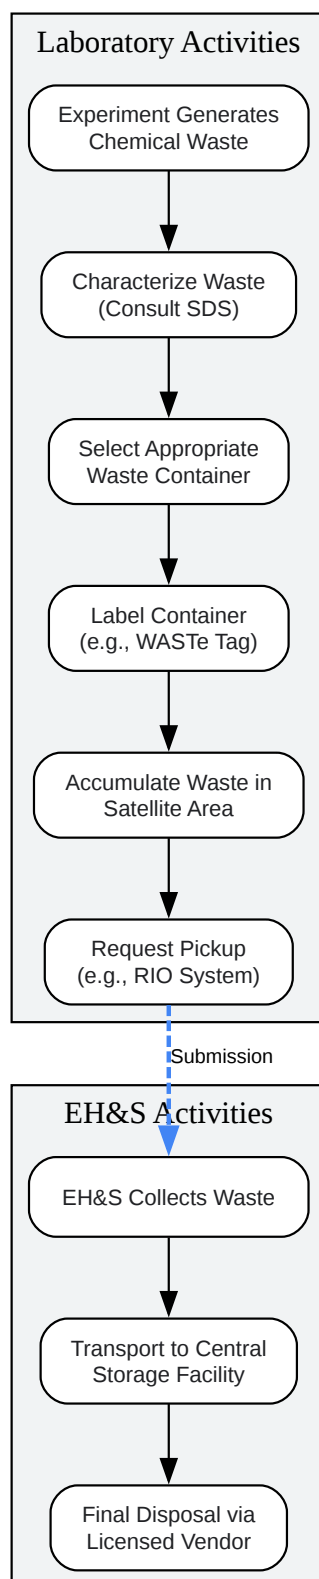 Laboratory Activities
Experiment Generates
Chemical Waste
Characterize Waste
(Consult SDS)
Select Appropriate
Waste Container
Label Container
(e.g., WASTe Tag)
Accumulate Waste in
Satellite Area
Request Pickup
(e.g., RIO System)
Submission
EH&S Activities
EH&S Collects Waste
Transport to Central
Storage Facility
Final Disposal via
Licensed Vendor